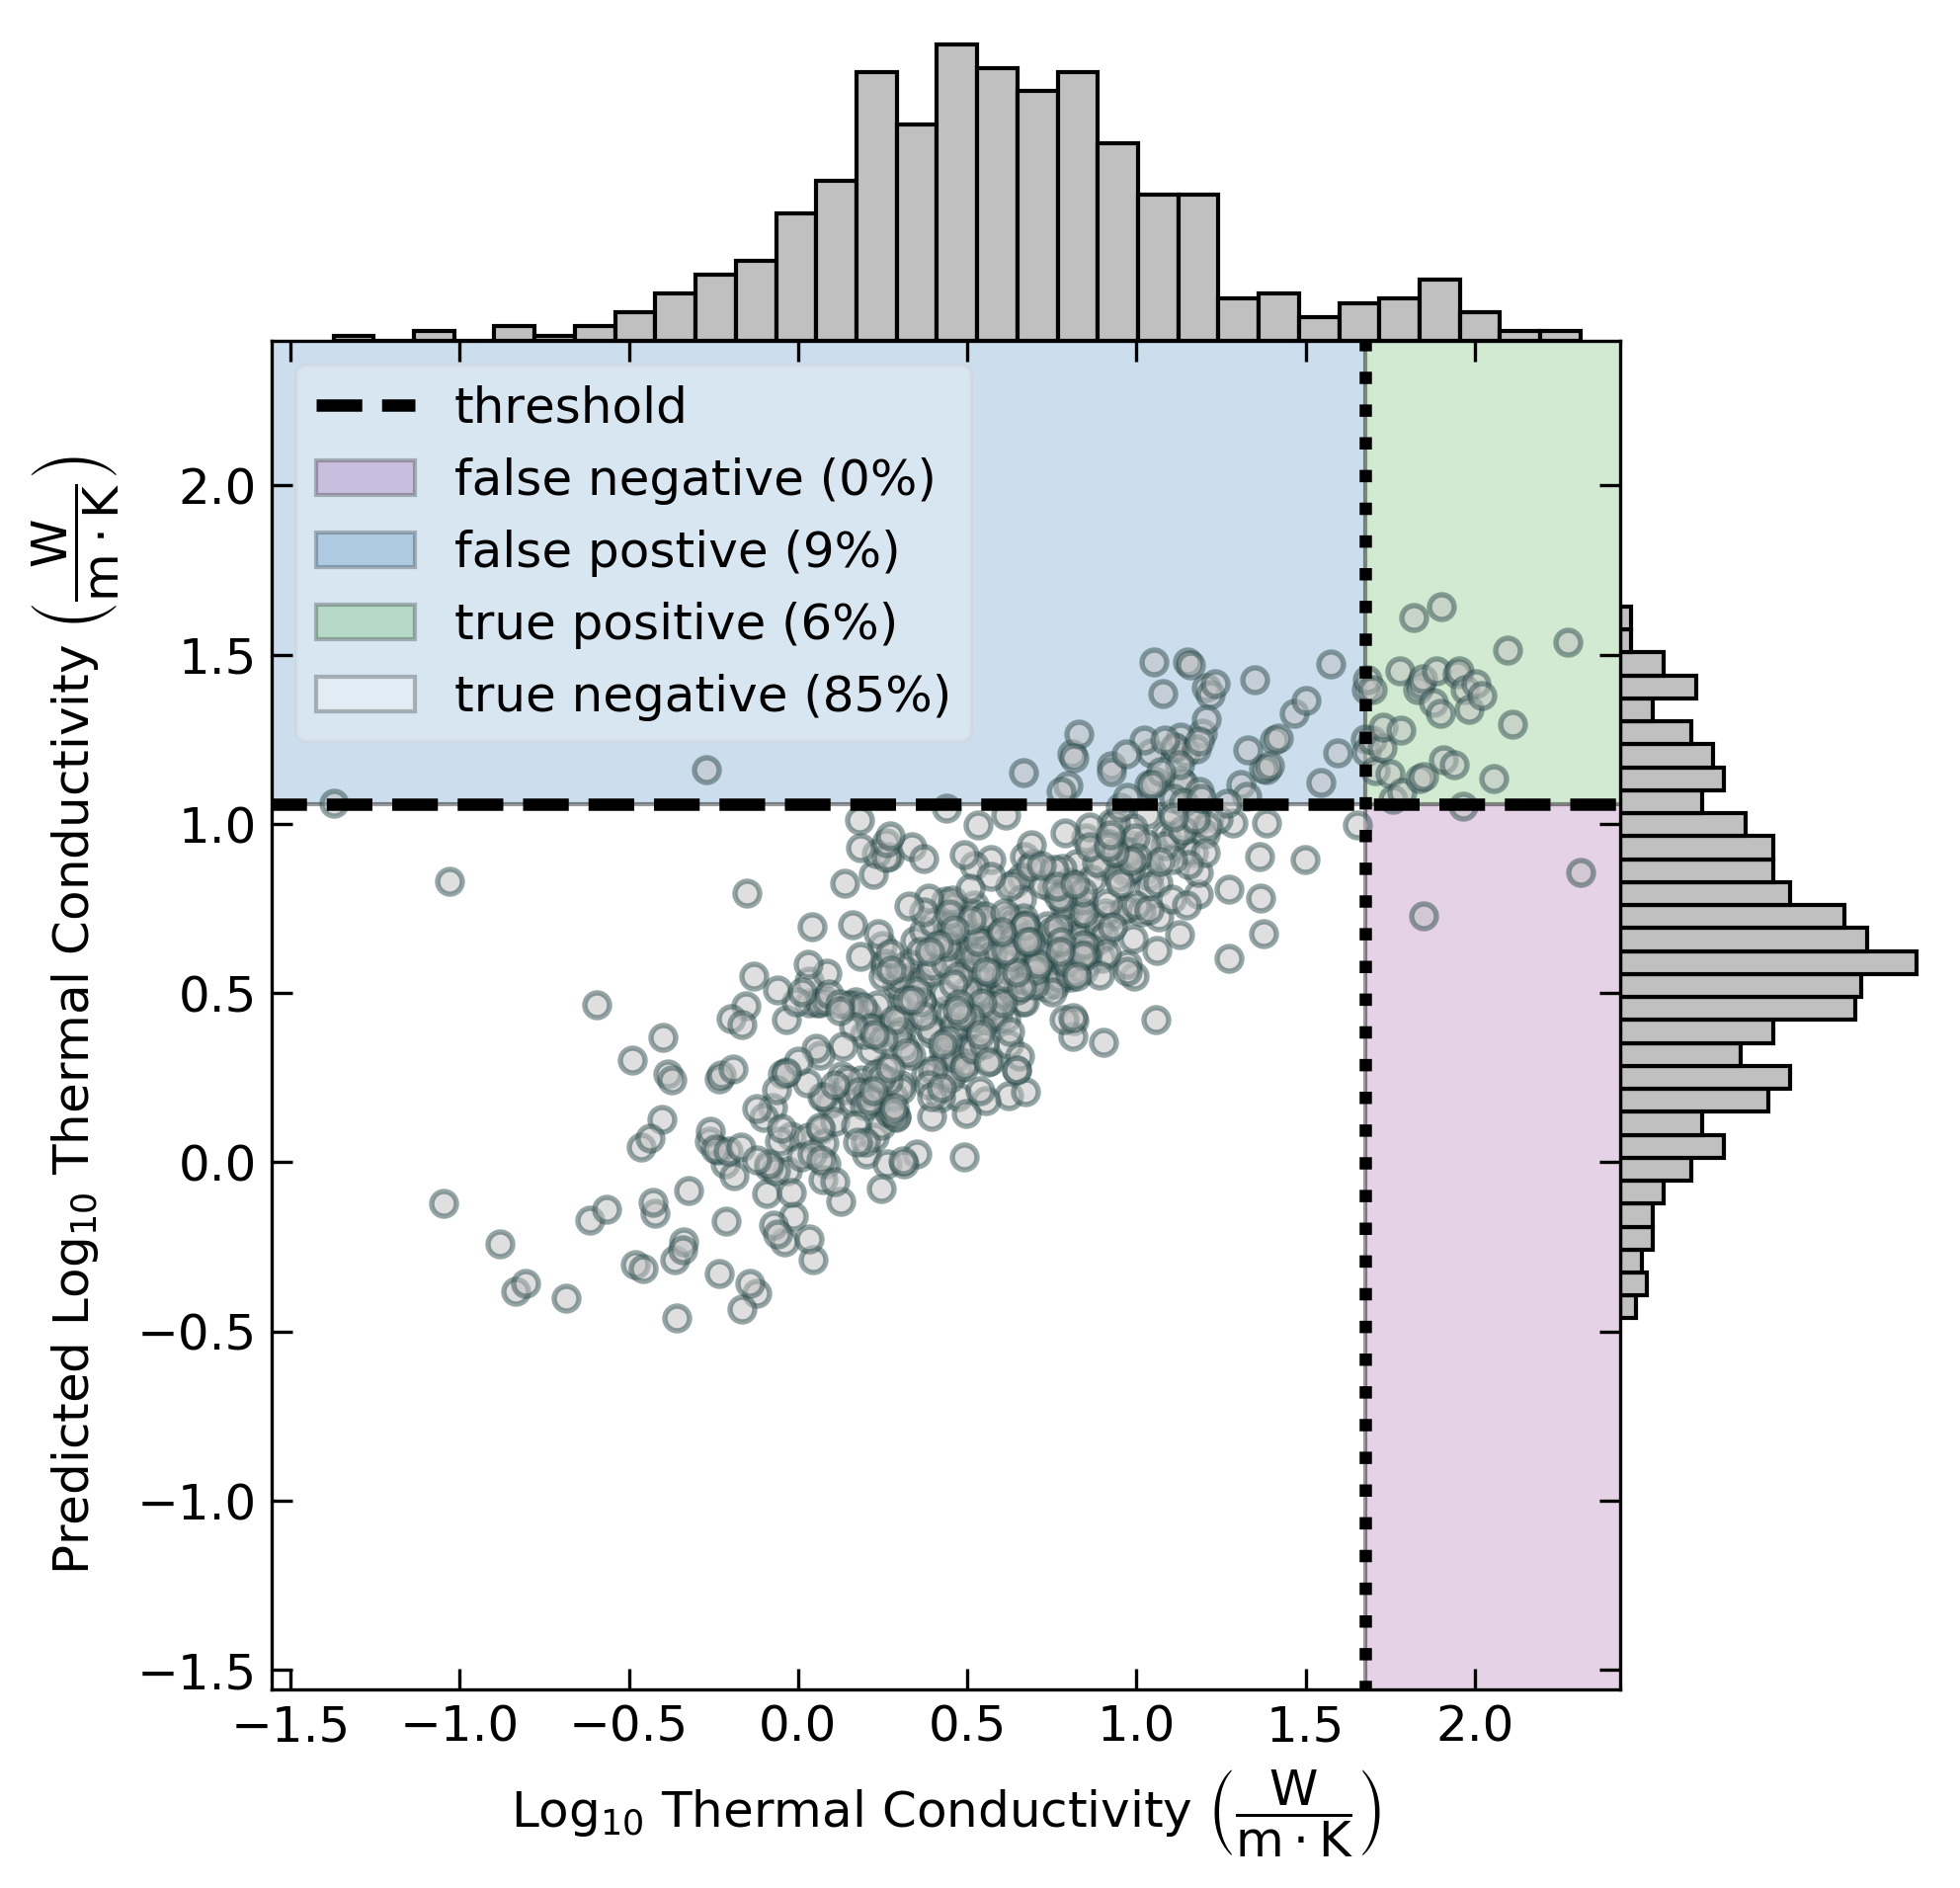 threshold
false negative (0%)
false postive (9%)
true positive (6%)
true negative (85%)
Predicted Log₁₀ Thermal Conductivity (W/m · K)
2.0
1.5
1.0
0.5
0.0
−0.5
−1.0
−1.5
−1.5 −1.0 −0.5 0.0 0.5 1.0 1.5 2.0
Log₁₀ Thermal Conductivity (W/m · K)